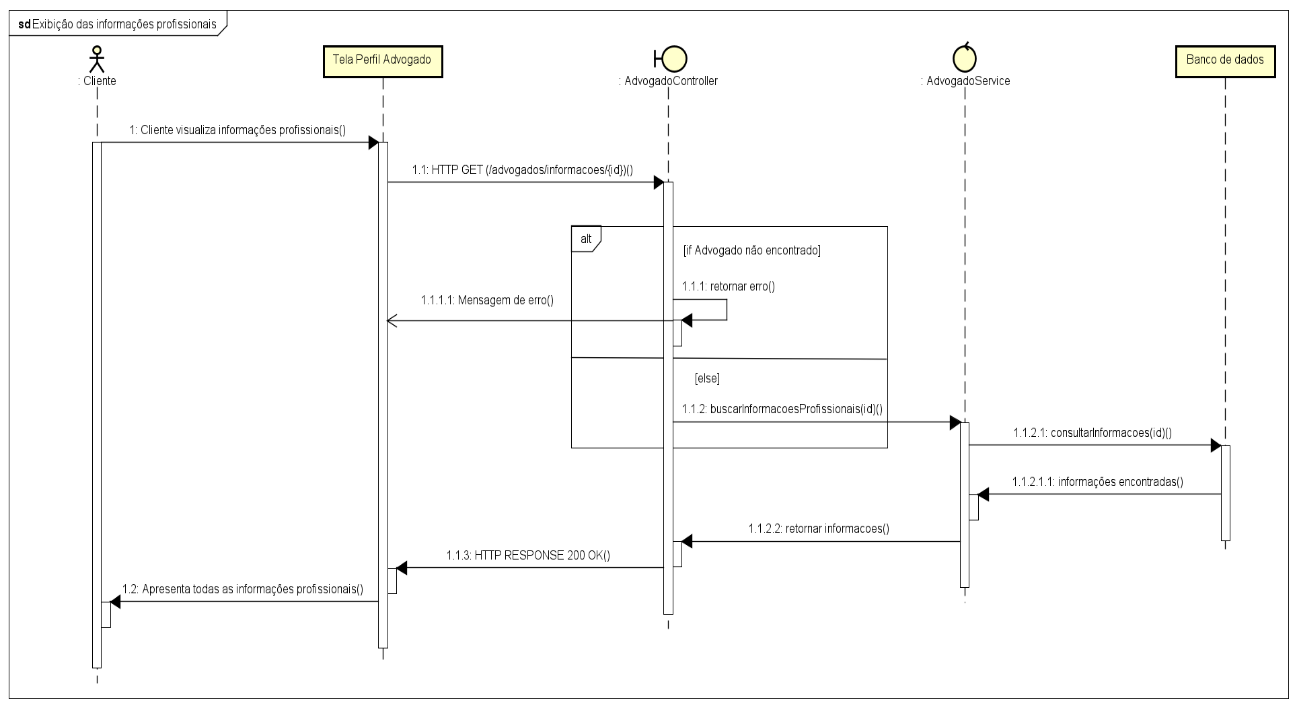 sd Exibição das informações profissionais
: Cliente
Tela Perfil Advogado
: AdvogadoController
: AdvogadoService
Banco de dados
1: Cliente visualiza informações profissionais()
1.1: HTTP GET (/advogados/informacoes/{id})()
alt
[if Advogado não encontrado]
1.1.1: retornar erro()
1.1.1.1: Mensagem de erro()
[else]
1.1.2: buscarInformacoesProfissionais(id)()
1.1.2.1: consultarInformacoes(id)()
1.1.2.1.1: informações encontradas()
1.1.2.2: retornar informacoes()
1.1.3: HTTP RESPONSE 200 OK()
1.2: Apresenta todas as informações profissionais()